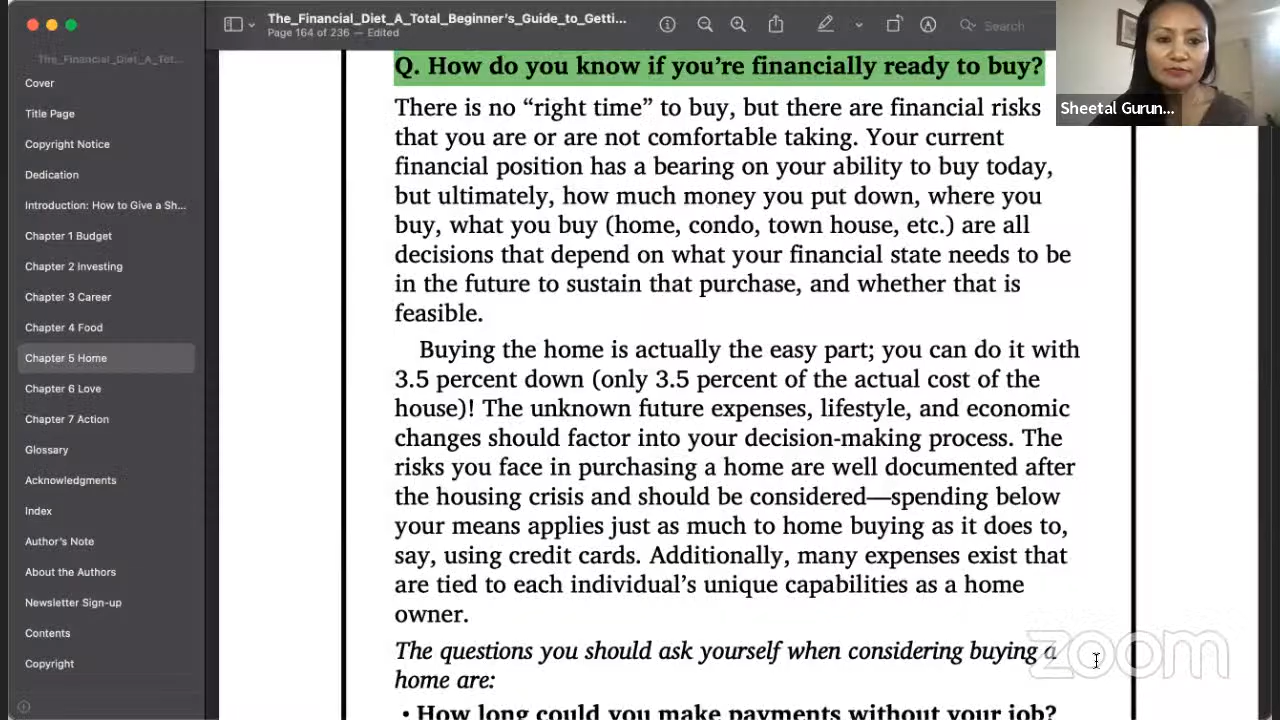 The_Financial_Diet_A_Total_Beginner's_Guide_to_Getti...
Page 164 of 236 — Edited
Search
The_Financial_Diet_A_Tot...
Cover
Title Page
Copyright Notice
Dedication
Introduction: How to Give a Sh...
Chapter 1 Budget
Chapter 2 Investing
Chapter 3 Career
Chapter 4 Food
Chapter 5 Home
Chapter 6 Love
Chapter 7 Action
Glossary
Acknowledgments
Index
Author's Note
About the Authors
Newsletter Sign-up
Contents
Copyright
Q. How do you know if you're financially ready to buy?
There is no “right time” to buy, but there are financial risks
that you are or are not comfortable taking. Your current
financial position has a bearing on your ability to buy today,
but ultimately, how much money you put down, where you
buy, what you buy (home, condo, town house, etc.) are all
decisions that depend on what your financial state needs to be
in the future to sustain that purchase, and whether that is
feasible.
Buying the home is actually the easy part; you can do it with
3.5 percent down (only 3.5 percent of the actual cost of the
house)! The unknown future expenses, lifestyle, and economic
changes should factor into your decision-making process. The
risks you face in purchasing a home are well documented after
the housing crisis and should be considered—spending below
your means applies just as much to home buying as it does to,
say, using credit cards. Additionally, many expenses exist that
are tied to each individual's unique capabilities as a home
owner.
The questions you should ask yourself when considering buying a
home are:
• How long could you make payments without your job?
Sheetal Gurun...
zoom